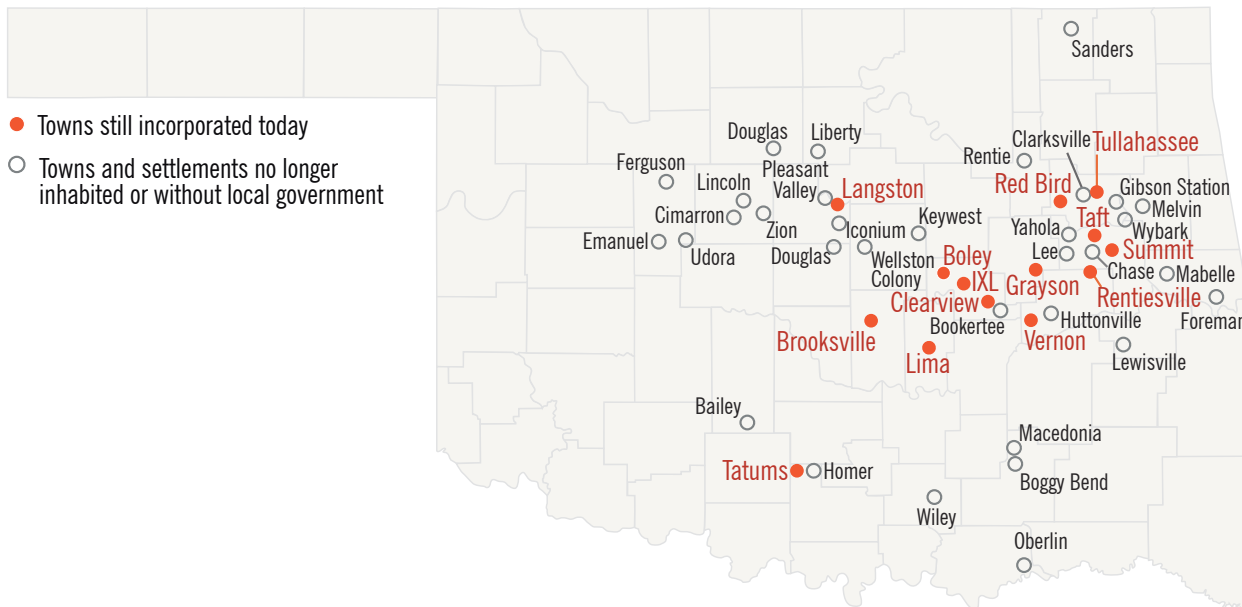 Towns still incorporated today
Towns and settlements no longer
inhabited or without local government
Sanders
Douglas
Liberty
Clarksville
Tullahassee
Rentie
Ferguson
Pleasant
Valley
Lincoln
Langston
Red Bird
Gibson Station
Melvin
Cimarron
Zion
Iconium
Keywest
Taft
Wybark
Yahola
Emanuel
Udora
Douglas
Wellston
Colony
Lee
Summit
Boley
Chase
Mabelle
IXL
Grayson
Rentiesville
Clearview
Foreman
Bookertee
Huttonville
Brooksville
Vernon
Lima
Lewisville
Bailey
Macedonia
Tatums
Homer
Boggy Bend
Wiley
Oberlin